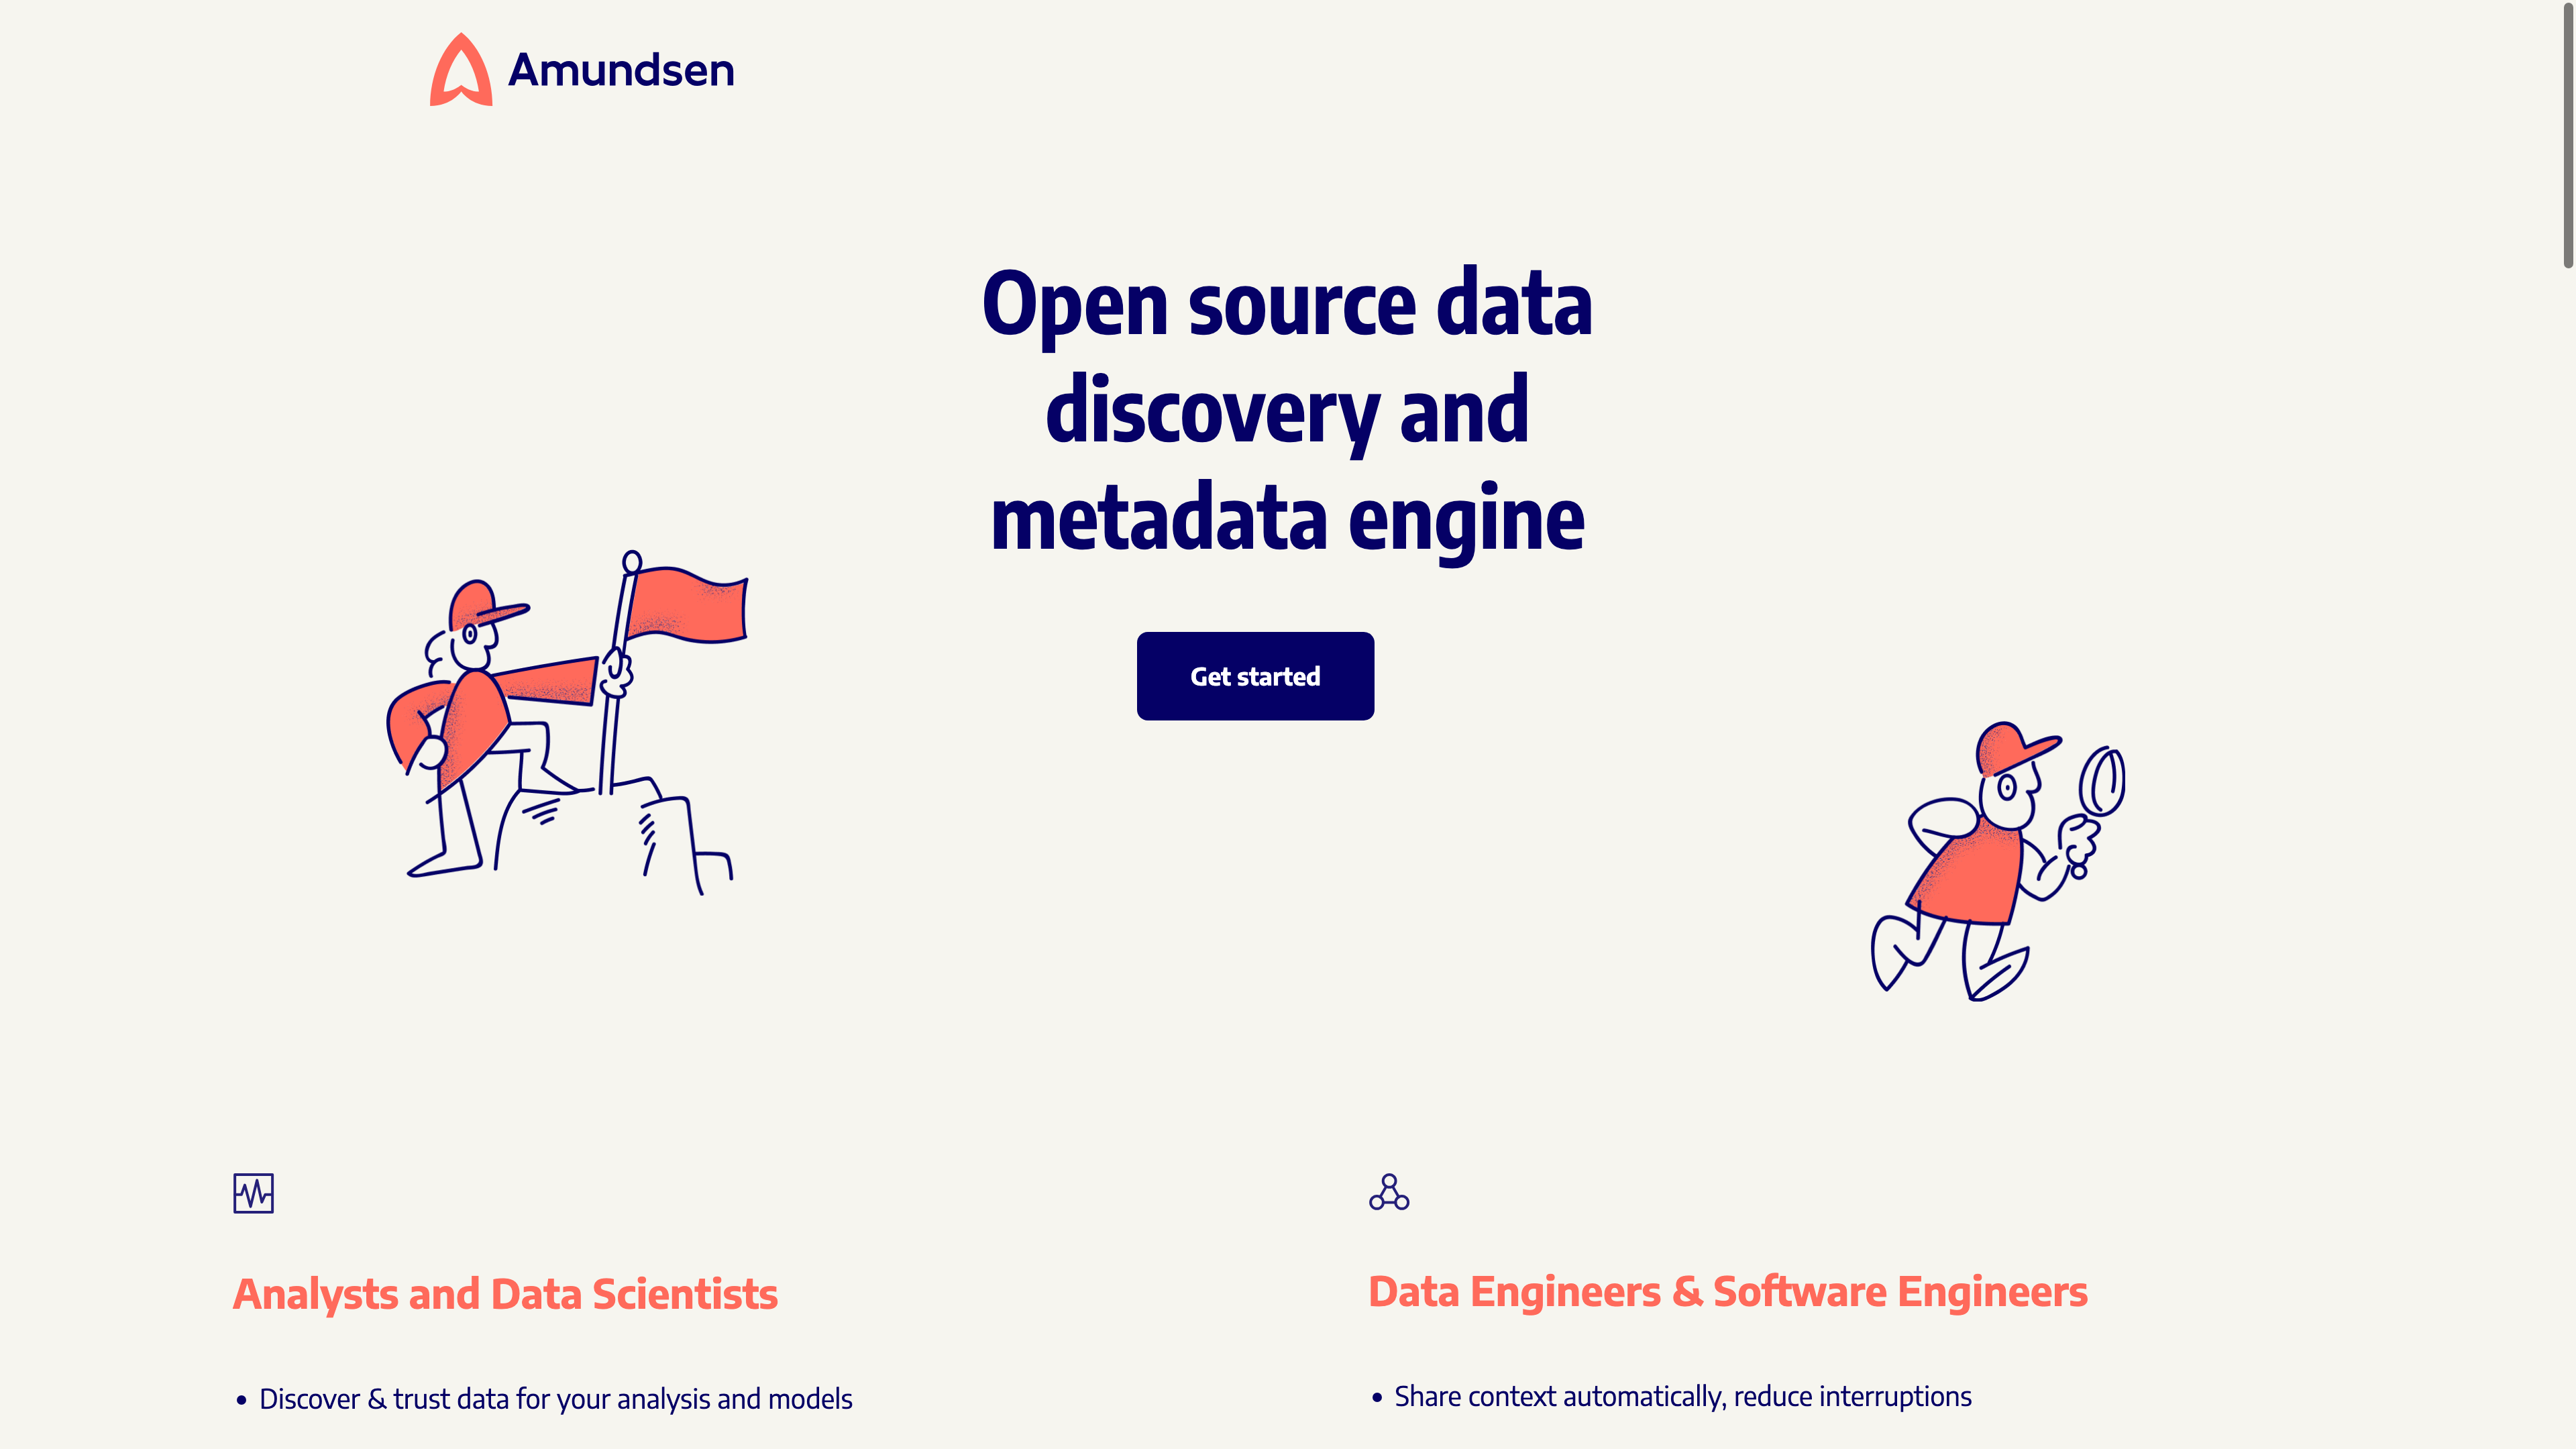 Amundsen
Open source data
discovery and
metadata engine
Get started
Analysts and Data Scientists
• Discover & trust data for your analysis and models
Data Engineers & Software Engineers
• Share context automatically, reduce interruptions